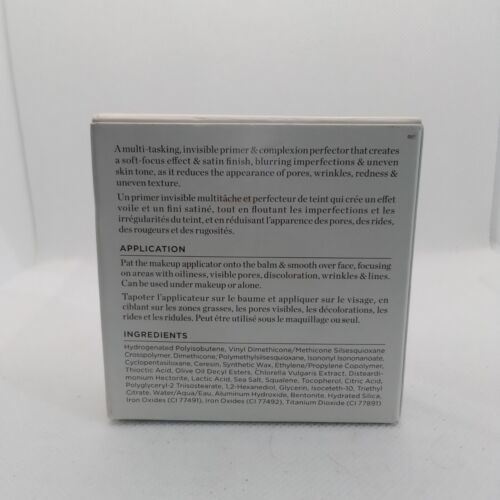 A multi-tasking, invisible primer & complexion perfector that creates
a soft-focus effect & satin finish, blurring imperfections & uneven
skin tone, as it reduces the appearance of pores, wrinkles, redness &
uneven texture.
Un primer invisible multitâche et perfecteur de teint qui crée un effet
voile et un fini satiné, tout en floutant les imperfections et les
irrégularités du teint, et en réduisant l'apparence des pores, des rides,
des rougeurs et des rugosités.
APPLICATION
Pat the makeup applicator onto the balm & smooth over face, focusing
on areas with oiliness, visible pores, discoloration, wrinkles & lines.
Can be used under makeup or alone.
Tapoter l'applicateur sur le baume et appliquer sur le visage, en
ciblant sur les zones grasses, les pores visibles, les décolorations, les
rides et les ridules. Peut être utilisé sous le maquillage ou seul.
INGREDIENTS
Hydrogenated Polyisobutene, Vinyl Dimethicone/Methicone Silsesquioxane
Crosspolymer, Dimethicone, Polymethylsilsesquioxane, Isononyl Isononanoate,
Cyclopentasiloxane, Ceresin, Synthetic Wax, Ethylene/Propylene Copolymer,
Thioctic Acid, Olive Oil Decyl Esters, Chlorella Vulgaris Extract, Disteardi-
monium Hectorite, Lactic Acid, Sea Salt, Squalene, Tocopherol, Citric Acid,
Polyglyceryl-2 Triisostearate, 1,2-Hexanediol, Glycerin, Isoceteth-10, Triethyl
Citrate, Water/Aqua/Eau, Aluminum Hydroxide, Bentonite, Hydrated Silica,
Iron Oxides (CI 77491), Iron Oxides (CI 77492), Titanium Dioxide (CI 77891)